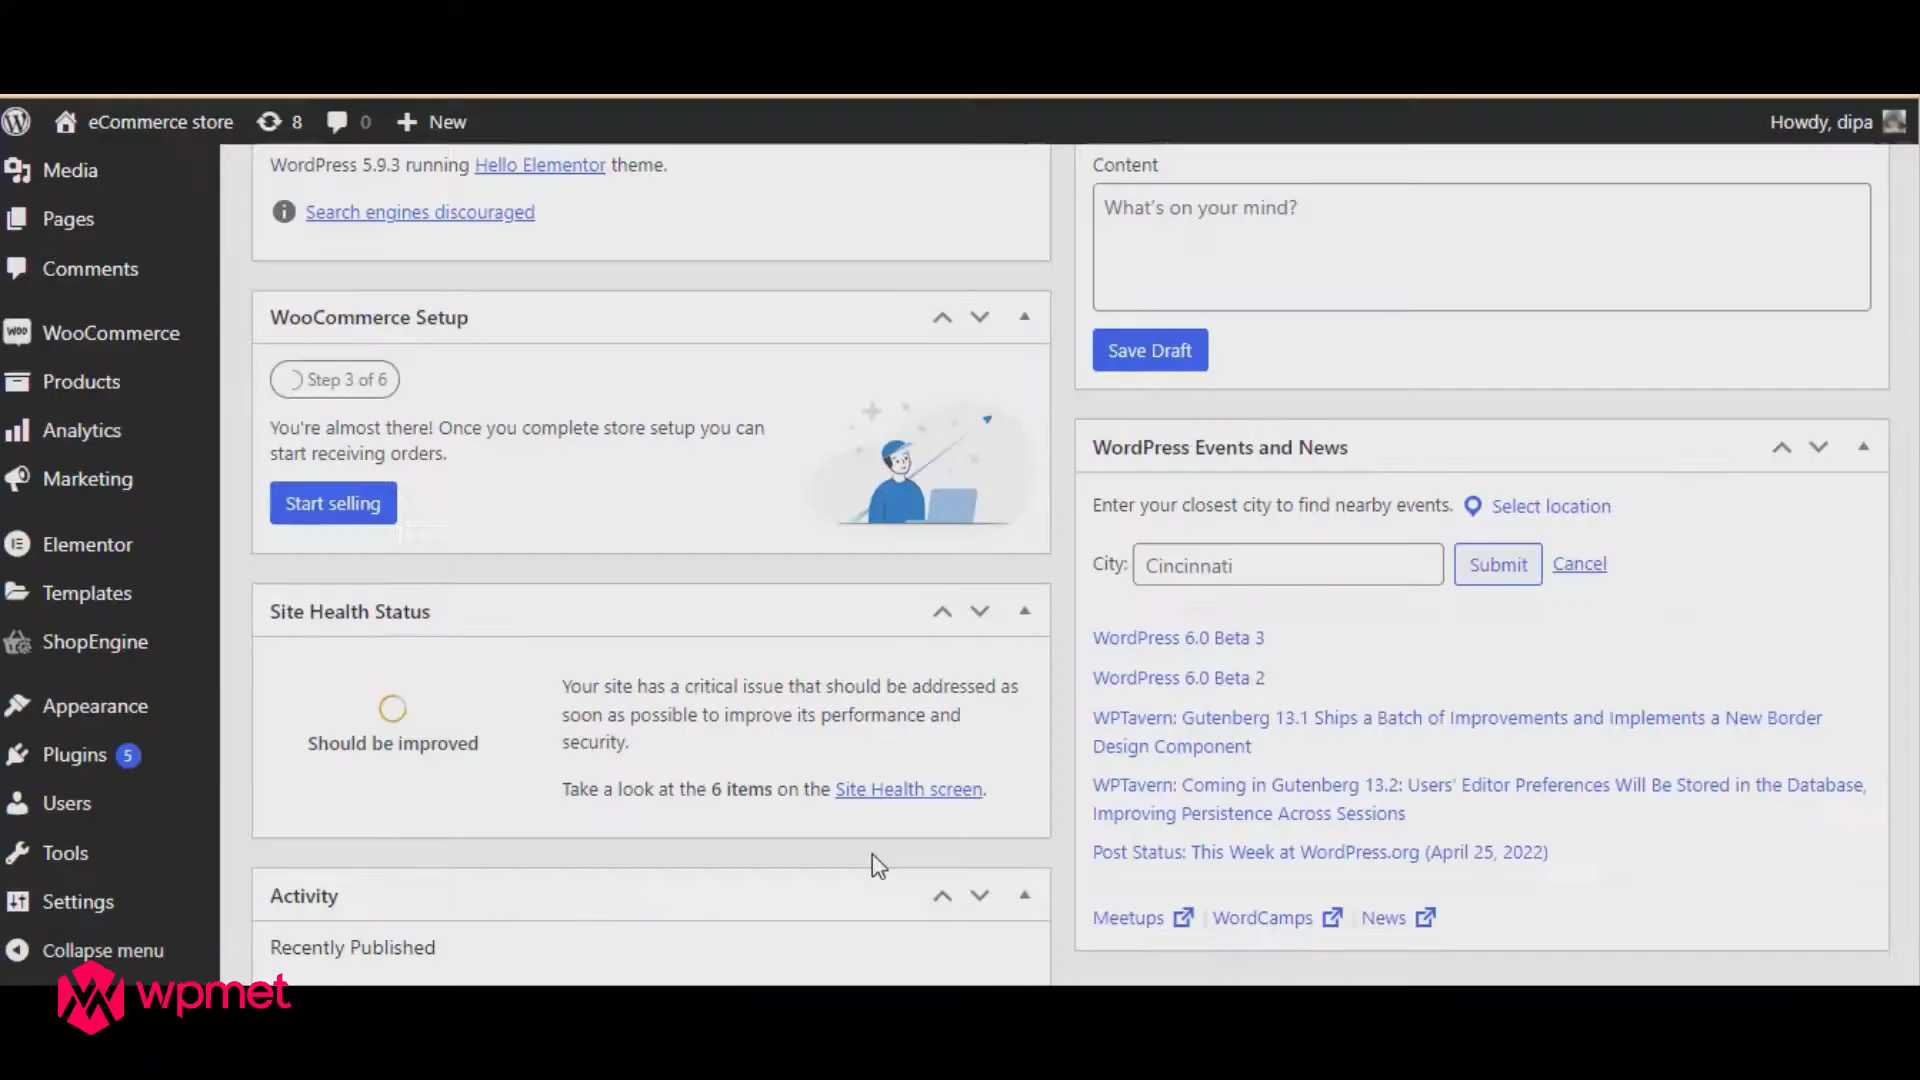 eCommerce store 8 0 New Howdy, dipa
Media
Pages
Comments
WooCommerce
Products
Analytics
Marketing
Elementor
Templates
ShopEngine
Appearance
Plugins 5
Users
Tools
Settings
Collapse menu
WordPress 5.9.3 running Hello Elementor theme.
Search engines discouraged
WooCommerce Setup
Step 3 of 6
You're almost there! Once you complete store setup you can
start receiving orders.
Start selling
Site Health Status
Should be improved
Your site has a critical issue that should be addressed as
soon as possible to improve its performance and
security.
Take a look at the 6 items on the Site Health screen.
Activity
Recently Published
Content
What's on your mind?
Save Draft
WordPress Events and News
Enter your closest city to find nearby events. Select location
City: Cincinnati Submit Cancel
WordPress 6.0 Beta 3
WordPress 6.0 Beta 2
WPTavern: Gutenberg 13.1 Ships a Batch of Improvements and Implements a New Border
Design Component
WPTavern: Coming in Gutenberg 13.2: Users' Editor Preferences Will Be Stored in the Database,
Improving Persistence Across Sessions
Post Status: This Week at WordPress.org (April 25, 2022)
Meetups | WordCamps | News
wpmet